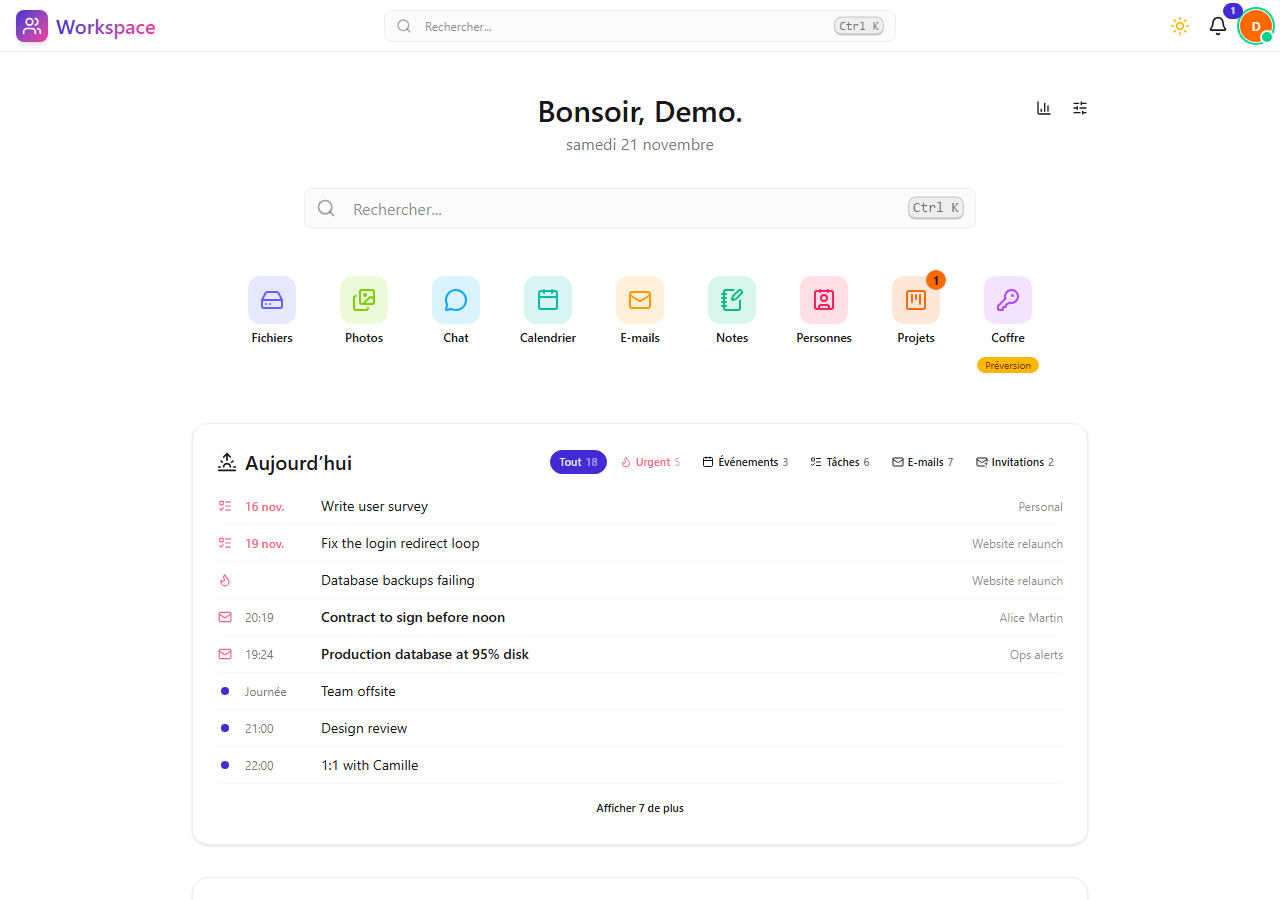 Workspace
Rechercher... Ctrl K
1
D
Bonsoir, Demo.
samedi 21 novembre
Rechercher... Ctrl K
1
Fichiers Photos Chat Calendrier E-mails Notes Personnes Projets Coffre
Préversion
Aujourd’hui Tout 18 Urgent 5 Événements 3 Tâches 6 E-mails 7 Invitations 2
16 nov. Write user survey Personal
19 nov. Fix the login redirect loop Website relaunch
Database backups failing Website relaunch
20:19 Contract to sign before noon Alice Martin
19:24 Production database at 95% disk Ops alerts
Journée Team offsite
21:00 Design review
22:00 1:1 with Camille
Afficher 7 de plus